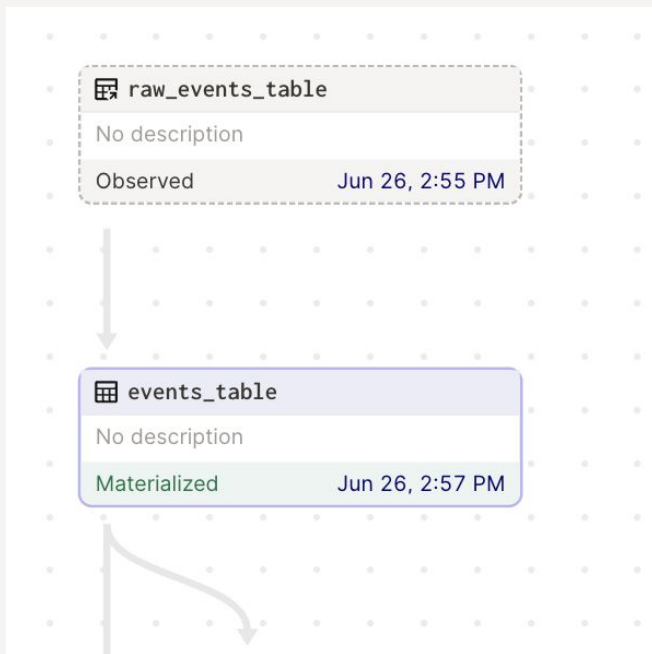 raw_events_table
No description
Observed Jun 26, 2:55 PM
events_table
No description
Materialized Jun 26, 2:57 PM